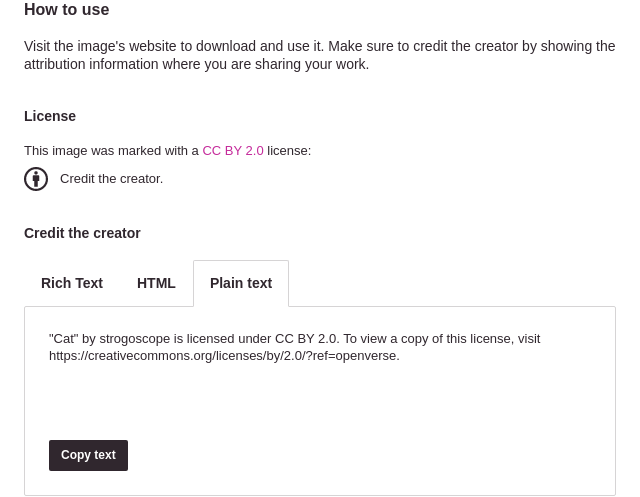 How to use
Visit the image's website to download and use it. Make sure to credit the creator by showing the
attribution information where you are sharing your work.
License
This image was marked with a CC BY 2.0 license:
Credit the creator.
Credit the creator
Rich Text HTML Plain text
"Cat" by strogoscope is licensed under CC BY 2.0. To view a copy of this license, visit
https://creativecommons.org/licenses/by/2.0/?ref=openverse.
Copy text